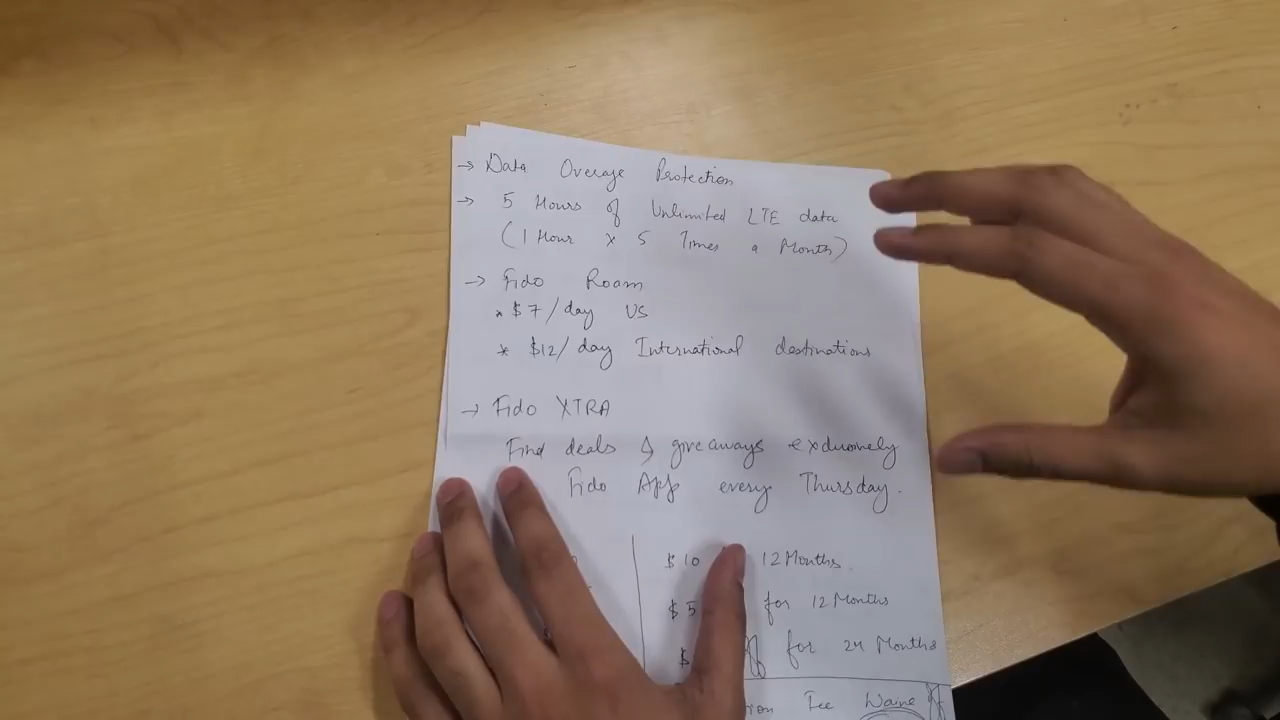 → Data Overage Protection
→ 5 Hours of Unlimited LTE data
(1 Hour x 5 Times a Month)
→ Fido Roam
* $7/day US
* $12/day International destinations
→ Fido XTRA
Find deals & giveaways exclusively
Fido App every Thursday.
$10 12 Months.
$5 for 12 Months
$ for 24 Months
Fee